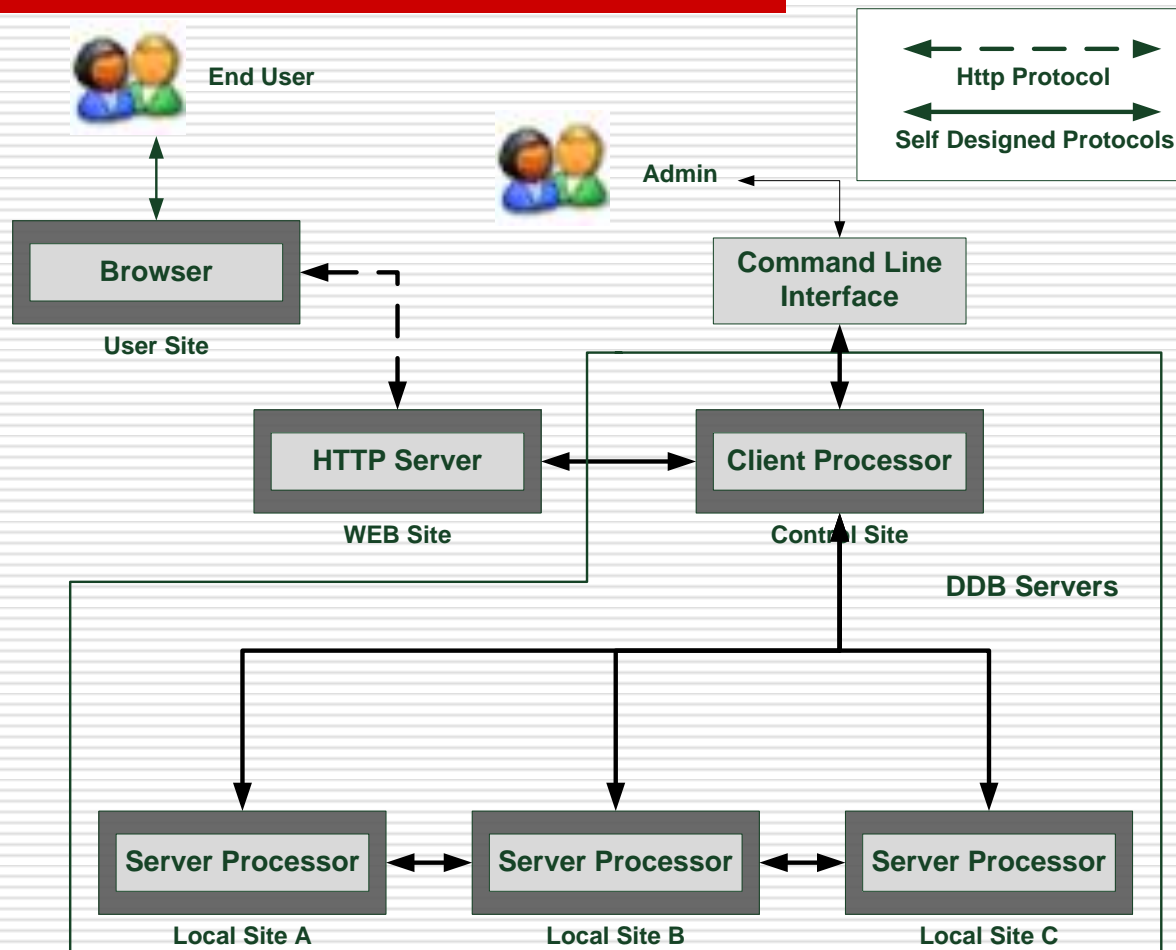 End User
Http Protocol
Self Designed Protocols
Admin
Browser
Command Line
Interface
User Site
HTTP Server
Client Processor
WEB Site
Control Site
DDB Servers
Server Processor
Server Processor
Server Processor
Local Site A
Local Site B
Local Site C